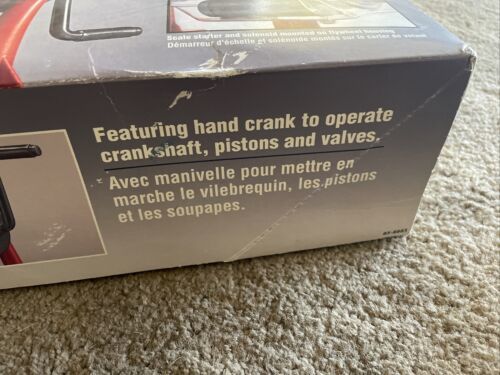 Scale starter and solenoid mounted on flywheel housing
Démarreur d'échelle et solénoïde montés sur le carter de volant
Featuring hand crank to operate
crankshaft, pistons and valves.
Avec manivelle pour mettre en
marche le vilebrequin, les pistons
et les soupapes.